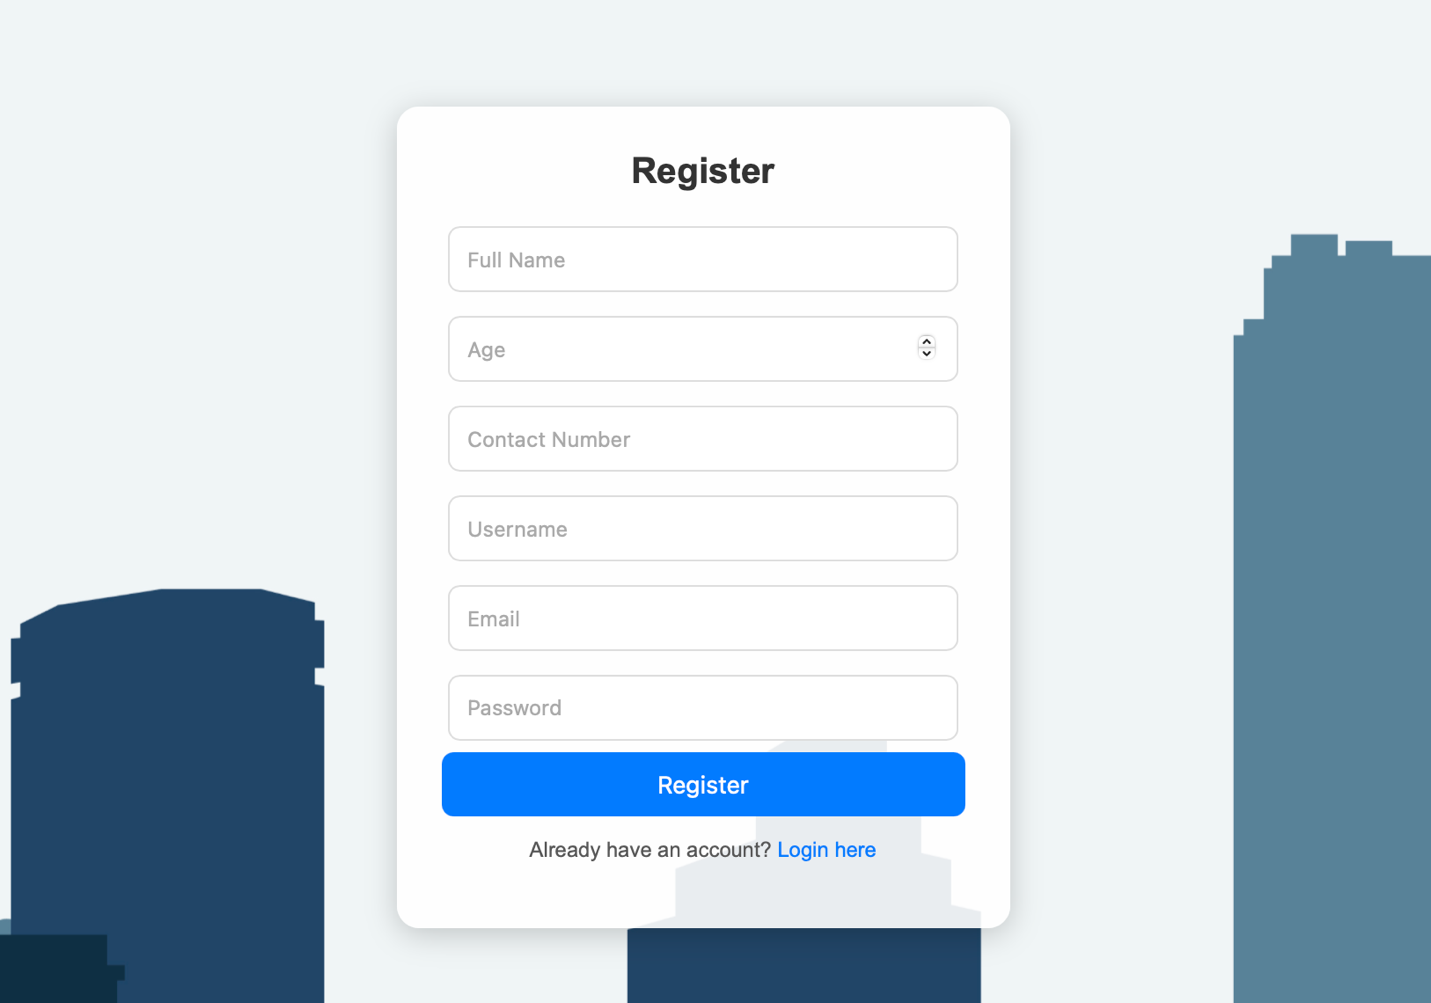 Register
Full Name
Age
Contact Number
Username
Email
Password
Register
Already have an account? Login here